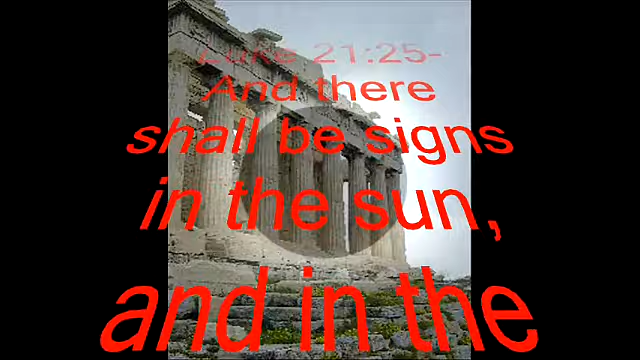 Luke 21:25-
And there
shall be signs
in the sun,
and in the